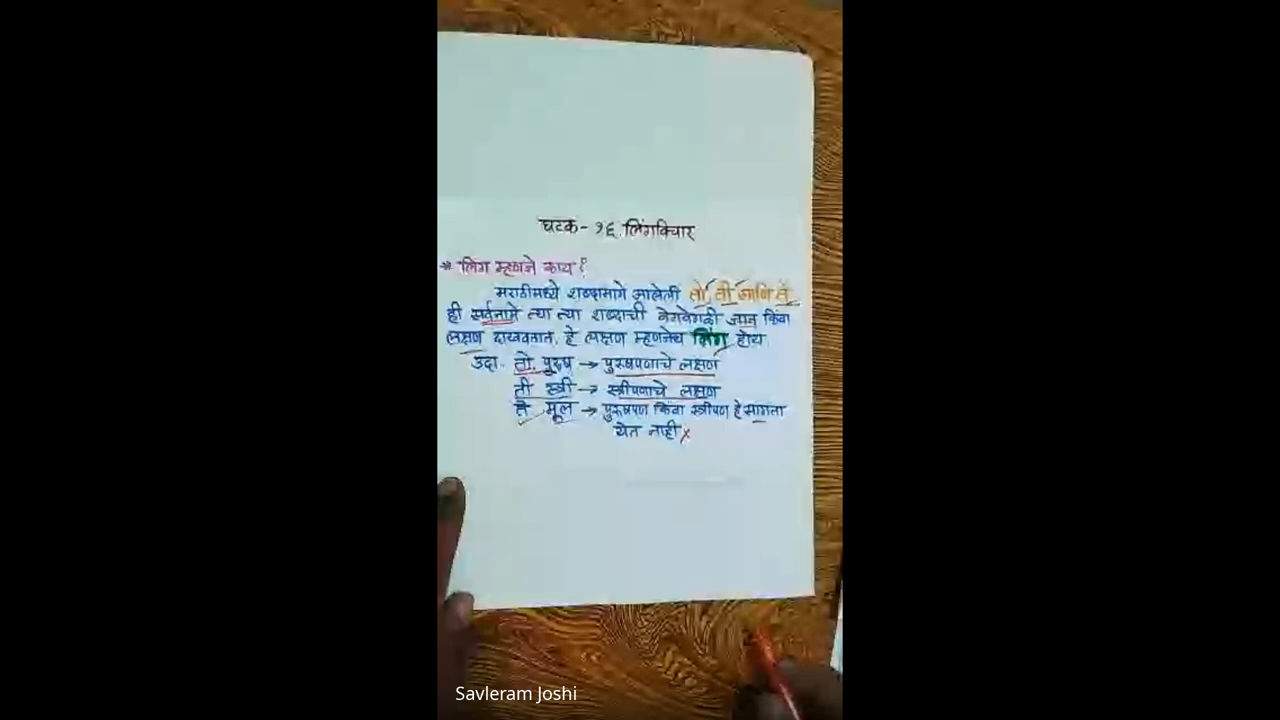 घटक- १६. लिंगविचार
* लिंग म्हणजे काय?
मराठीमध्ये शब्दामागे आलेली तो, ती आणि ते
ही सर्वनामे त्या त्या शब्दाची वेगवेगळी जात किंवा
लक्षण दाखवतात. हे लक्षण म्हणजेच लिंग होय.
उदा. तो. पुरुष → पुरुषपणाचे लक्षण
ती स्त्री → स्त्रीपणाचे लक्षण
ते मूल → पुरुषपण किंवा स्त्रीपण हे सांगता
येत नाही x
Savleram Joshi